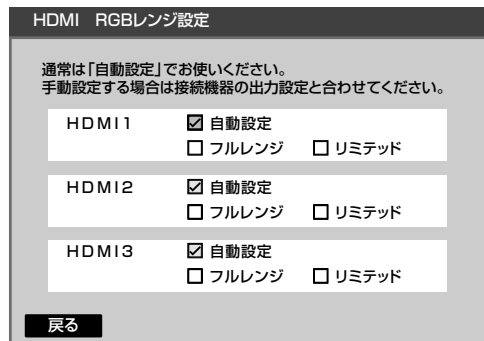 HDMI RGBレンジ設定
通常は「自動設定」でお使いください。
手動設定する場合は接続機器の出力設定と合わせてください。
HDMI1 自動設定
フルレンジ リミテッド
HDMI2 自動設定
フルレンジ リミテッド
HDMI3 自動設定
フルレンジ リミテッド
戻る